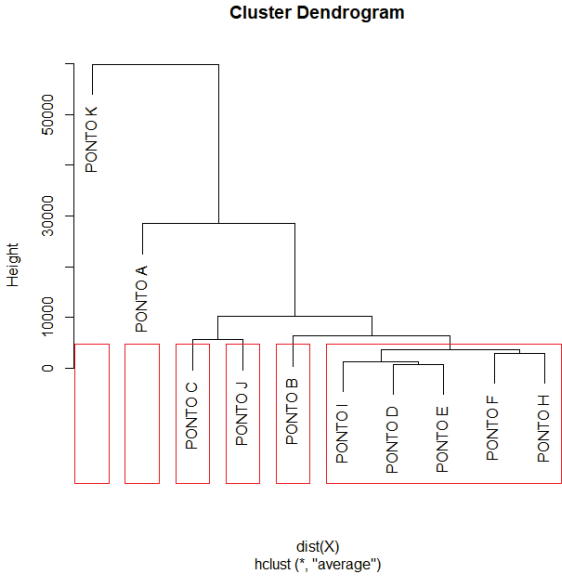 Cluster Dendrogram
Height
50000
30000
10000
0
PONTO K
PONTO A
PONTO C
PONTO J
PONTO B
PONTO I
PONTO D
PONTO E
PONTO F
PONTO H
dist(X)
hclust (*, "average")